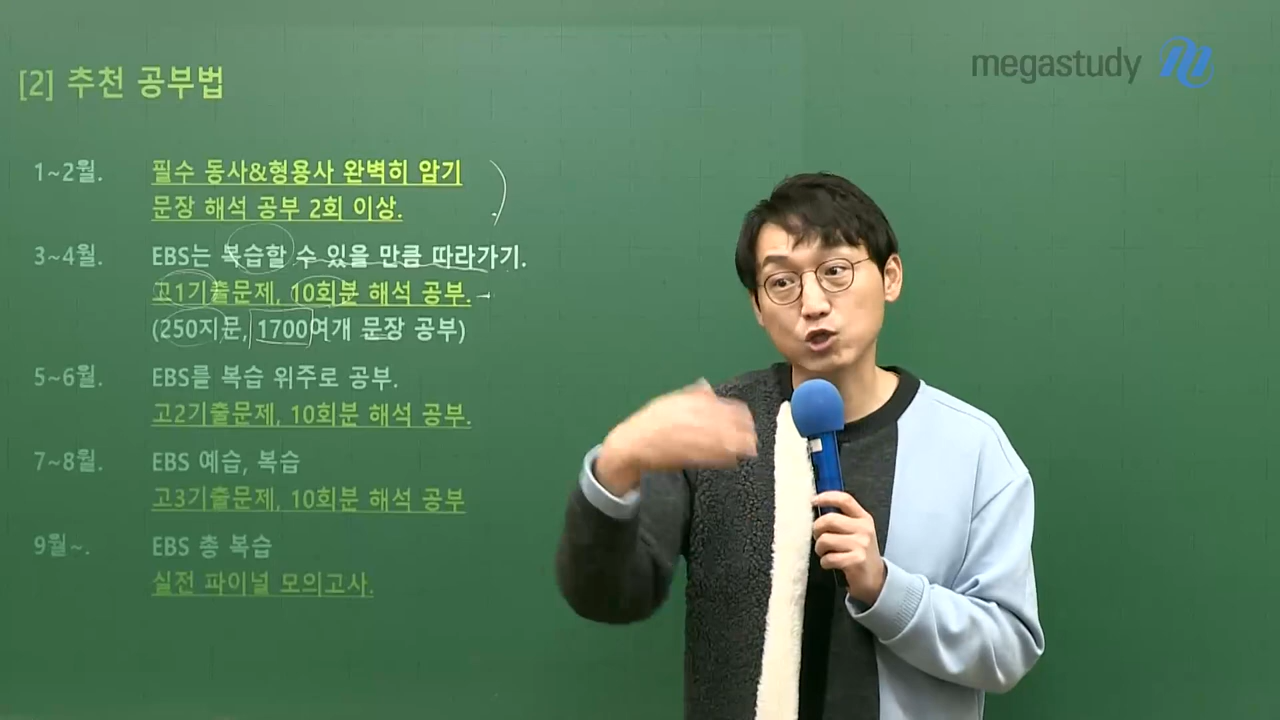 megastudy
[2] 추천 공부법
1~2월. 필수 동사&형용사 완벽히 암기
문장 해석 공부 2회 이상.
3~4월. EBS는 복습할 수 있을 만큼 따라가기.
고1기출문제, 10회분 해석 공부.
(250지문, 1700여개 문장 공부)
5~6월. EBS를 복습 위주로 공부.
고2기출문제, 10회분 해석 공부.
7~8월. EBS 예습, 복습
고3기출문제, 10회분 해석 공부
9월~. EBS 총 복습
실전 파이널 모의고사.